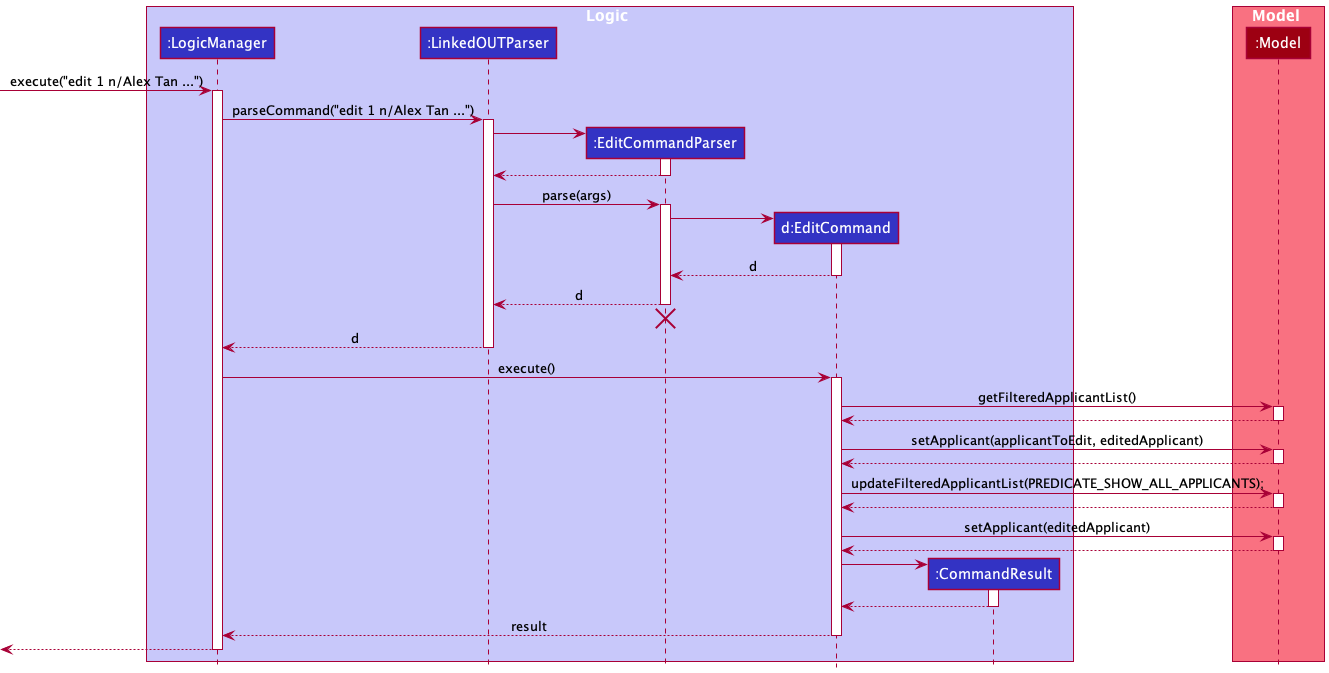 Logic
Model
:LogicManager
:LinkedOUTParser
:Model
execute("edit 1 n/Alex Tan ...")
parseCommand("edit 1 n/Alex Tan ...")
:EditCommandParser
parse(args)
d:EditCommand
d
d
d
execute()
getFilteredApplicantList()
setApplicant(applicantToEdit, editedApplicant)
updateFilteredApplicantList(PREDICATE_SHOW_ALL_APPLICANTS);
setApplicant(editedApplicant)
:CommandResult
result